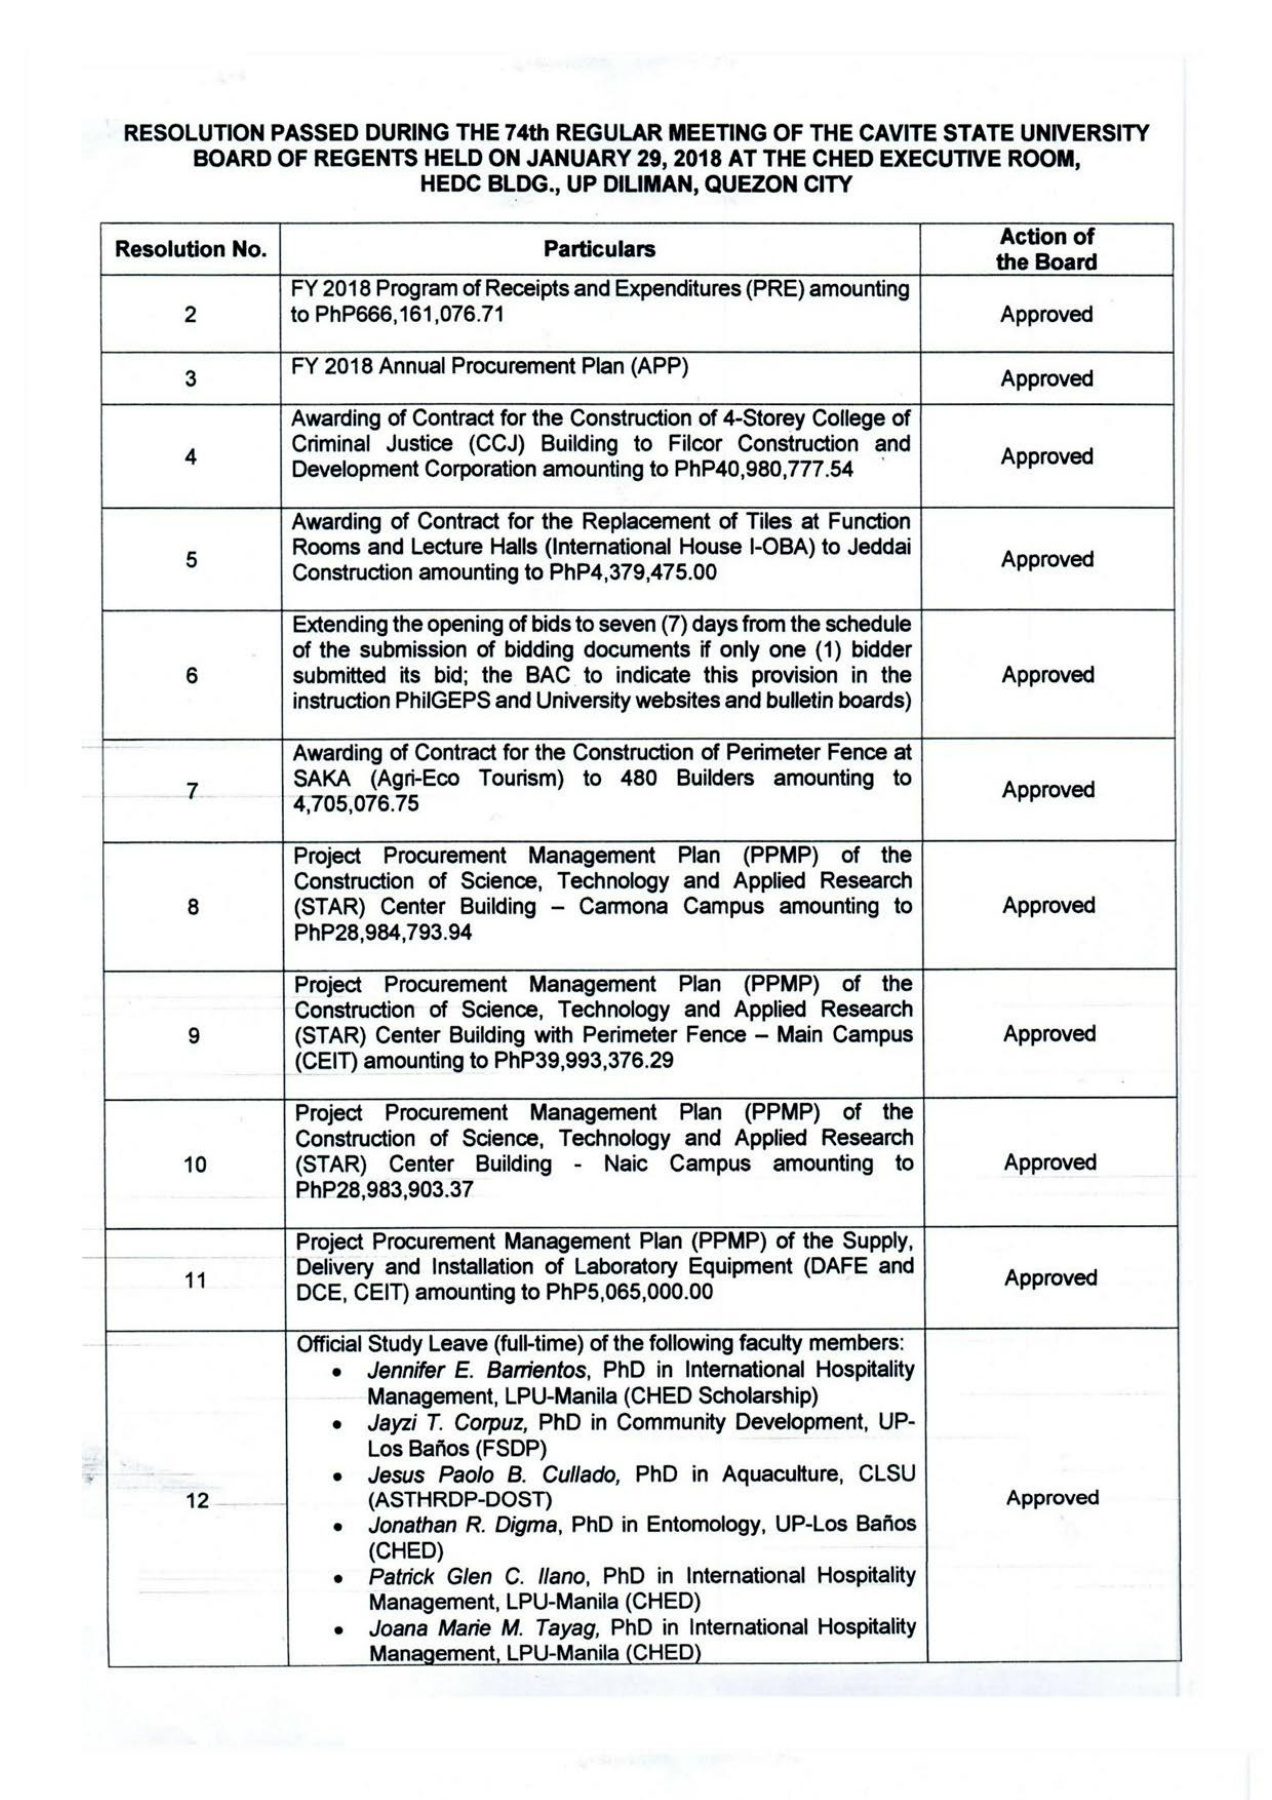 RESOLUTION PASSED DURING THE 74th REGULAR MEETING OF THE CAVITE STATE UNIVERSITY
BOARD OF REGENTS HELD ON JANUARY 29, 2018 AT THE CHED EXECUTIVE ROOM,
HEDC BLDG., UP DILIMAN, QUEZON CITY
Resolution No.
Particulars
Action of
the Board
2
FY 2018 Program of Receipts and Expenditures (PRE) amounting
to PhP666,161,076.71
Approved
3
FY 2018 Annual Procurement Plan (APP)
Approved
4
Awarding of Contract for the Construction of 4-Storey College of
Criminal Justice (CCJ) Building to Filcor Construction and
Development Corporation amounting to PhP40,980,777.54
Approved
5
Awarding of Contract for the Replacement of Tiles at Function
Rooms and Lecture Halls (International House I-OBA) to Jeddai
Construction amounting to PhP4,379,475.00
Approved
6
Extending the opening of bids to seven (7) days from the schedule
of the submission of bidding documents if only one (1) bidder
submitted its bid; the BAC to indicate this provision in the
instruction PhilGEPS and University websites and bulletin boards)
Approved
7
Awarding of Contract for the Construction of Perimeter Fence at
SAKA (Agri-Eco Tourism) to 480 Builders amounting to
4,705,076.75
Approved
8
Project Procurement Management Plan (PPMP) of the
Construction of Science, Technology and Applied Research
(STAR) Center Building – Carmona Campus amounting to
PhP28,984,793.94
Approved
9
Project Procurement Management Plan (PPMP) of the
Construction of Science, Technology and Applied Research
(STAR) Center Building with Perimeter Fence – Main Campus
(CEIT) amounting to PhP39,993,376.29
Approved
10
Project Procurement Management Plan (PPMP) of the
Construction of Science, Technology and Applied Research
(STAR) Center Building - Naic Campus amounting to
PhP28,983,903.37
Approved
11
Project Procurement Management Plan (PPMP) of the Supply,
Delivery and Installation of Laboratory Equipment (DAFE and
DCE, CEIT) amounting to PhP5,065,000.00
Approved
12
Official Study Leave (full-time) of the following faculty members:
• Jennifer E. Barrientos, PhD in International Hospitality
Management, LPU-Manila (CHED Scholarship)
• Jayzi T. Corpuz, PhD in Community Development, UP-
Los Baños (FSDP)
• Jesus Paolo B. Cullado, PhD in Aquaculture, CLSU
(ASTHRDP-DOST)
• Jonathan R. Digma, PhD in Entomology, UP-Los Baños
(CHED)
• Patrick Glen C. Ilano, PhD in International Hospitality
Management, LPU-Manila (CHED)
• Joana Marie M. Tayag, PhD in International Hospitality
Management, LPU-Manila (CHED)
Approved